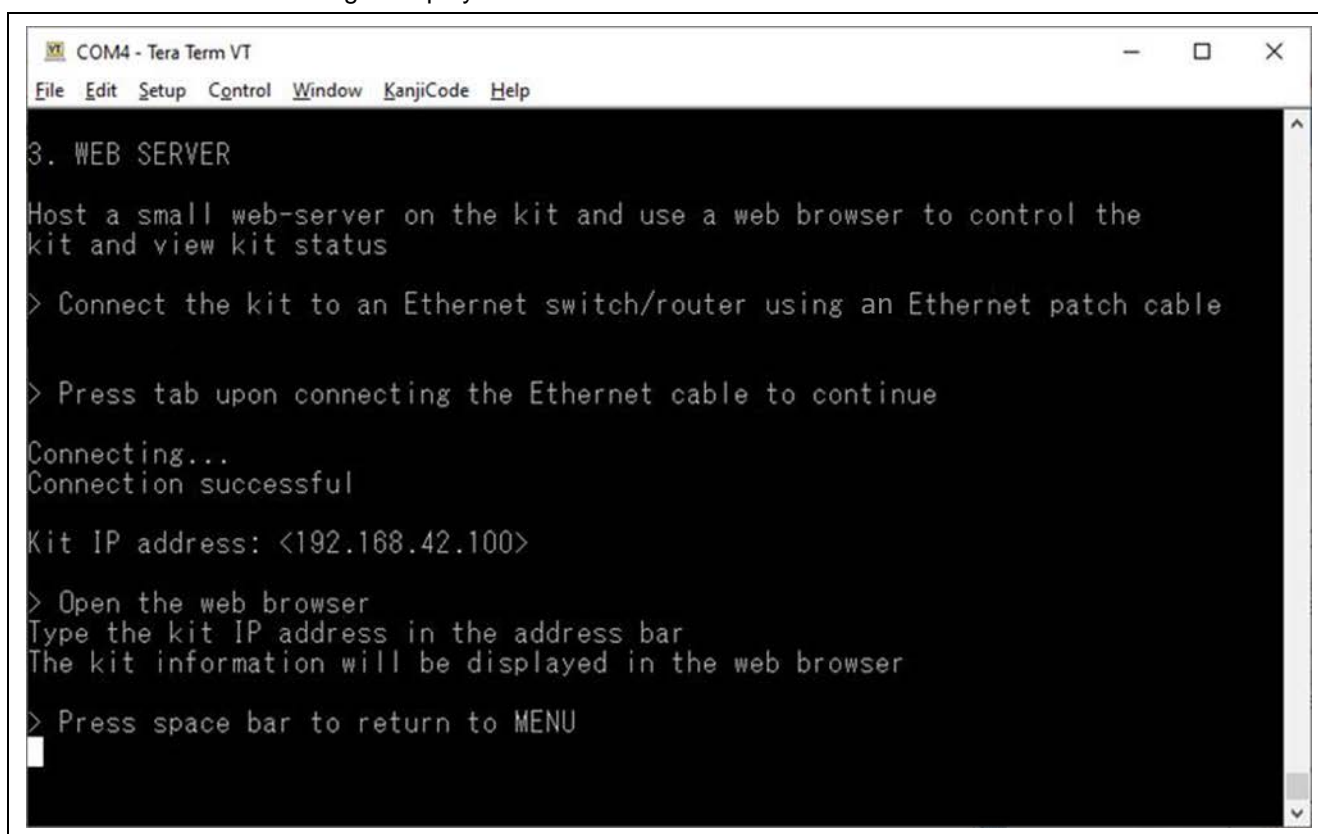 COM4 - Tera Term VT
File Edit Setup Control Window KanjiCode Help
3. WEB SERVER
Host a small web-server on the kit and use a web browser to control the
kit and view kit status
> Connect the kit to an Ethernet switch/router using an Ethernet patch cable
> Press tab upon connecting the Ethernet cable to continue
Connecting...
Connection successful
Kit IP address: <192.168.42.100>
> Open the web browser
Type the kit IP address in the address bar
The kit information will be displayed in the web browser
> Press space bar to return to MENU